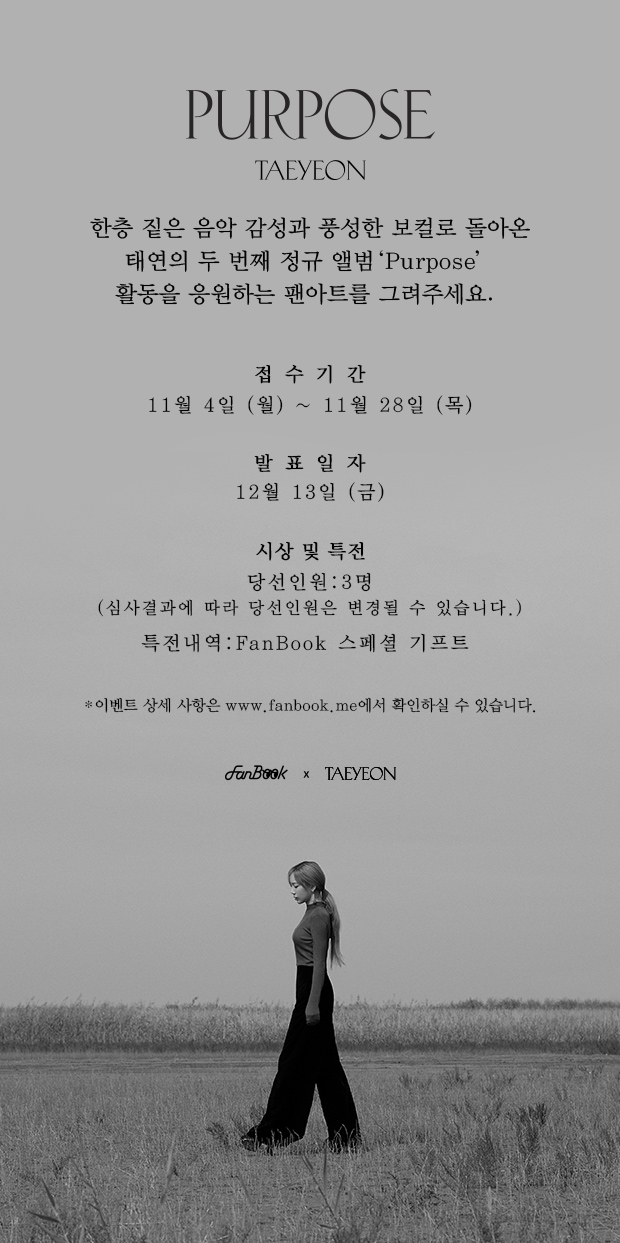 PURPOSE
TAEYEON
한층 짙은 음악 감성과 풍성한 보컬로 돌아온
태연의 두 번째 정규 앨범 ‘Purpose’
활동을 응원하는 팬아트를 그려주세요.
접 수 기 간
11월 4일 (월) ~ 11월 28일 (목)
발 표 일 자
12월 13일 (금)
시상 및 특전
당선인원:3명
(심사결과에 따라 당선인원은 변경될 수 있습니다.)
특전내역:FanBook 스페셜 기프트
*이벤트 상세 사항은 www.fanbook.me에서 확인하실 수 있습니다.
FanBook x TAEYEON